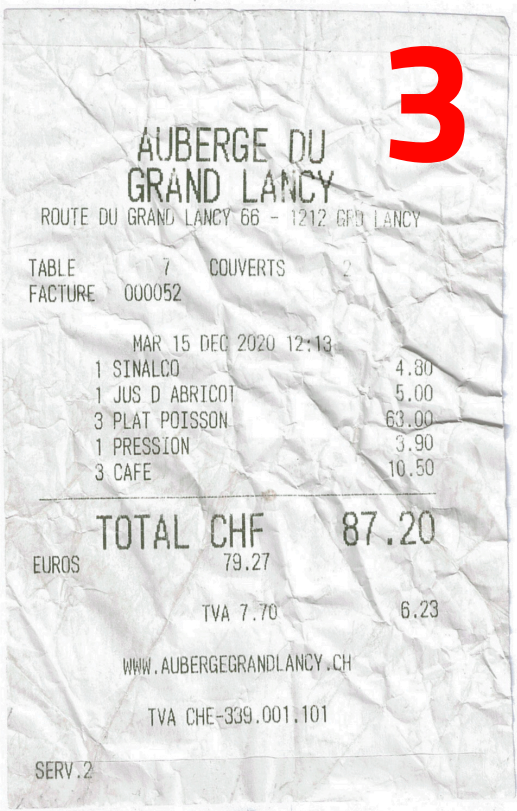 3
AUBERGE DU
GRAND LANCY
ROUTE DU GRAND LANCY 66 - 1212 GRD LANCY
TABLE 7 COUVERTS 2
FACTURE 000052
MAR 15 DEC 2020 12:13
1 SINALCO 4.80
1 JUS D ABRICOT 5.00
3 PLAT POISSON 63.00
1 PRESSION 3.90
3 CAFE 10.50
TOTAL CHF 87.20
EUROS 79.27
TVA 7.70 6.23
WWW.AUBERGEGRANDLANCY.CH
TVA CHE-339.001.101
SERV.2